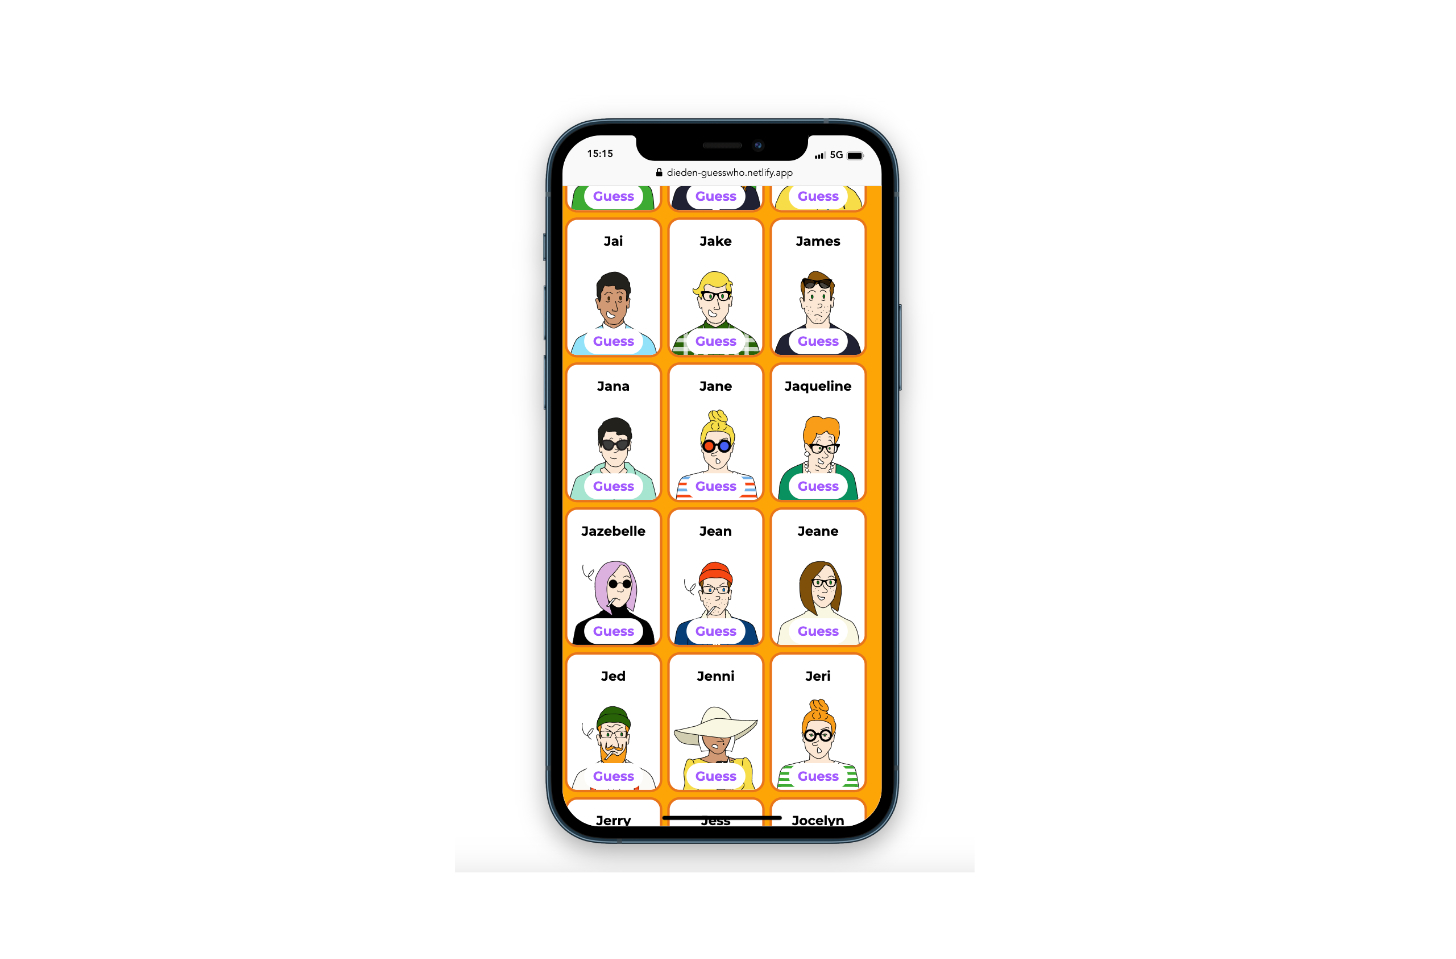 15:15
5G
dieden-guesswho.netlify.app
Guess Guess Guess
Jai Jake James
Guess Guess Guess
Jana Jane Jaqueline
Guess Guess Guess
Jazebelle Jean Jeane
Guess Guess Guess
Jed Jenni Jeri
Guess Guess Guess
Jerry Jess Jocelyn